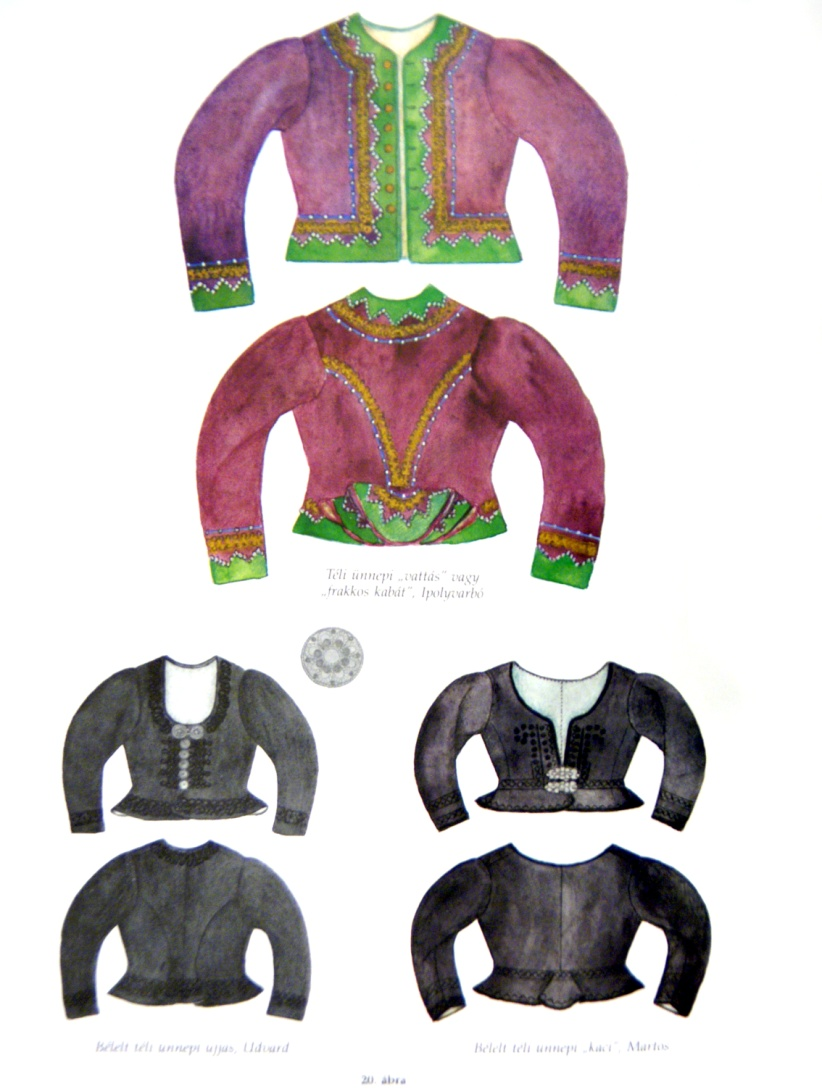 Téli ünnepi „vattás” vagy
„frakkos kabát”, Ipolyvarbó
Bélelt téli ünnepi ujjas, Udvard
Bélelt téli ünnepi „kaci”, Martos
20. ábra